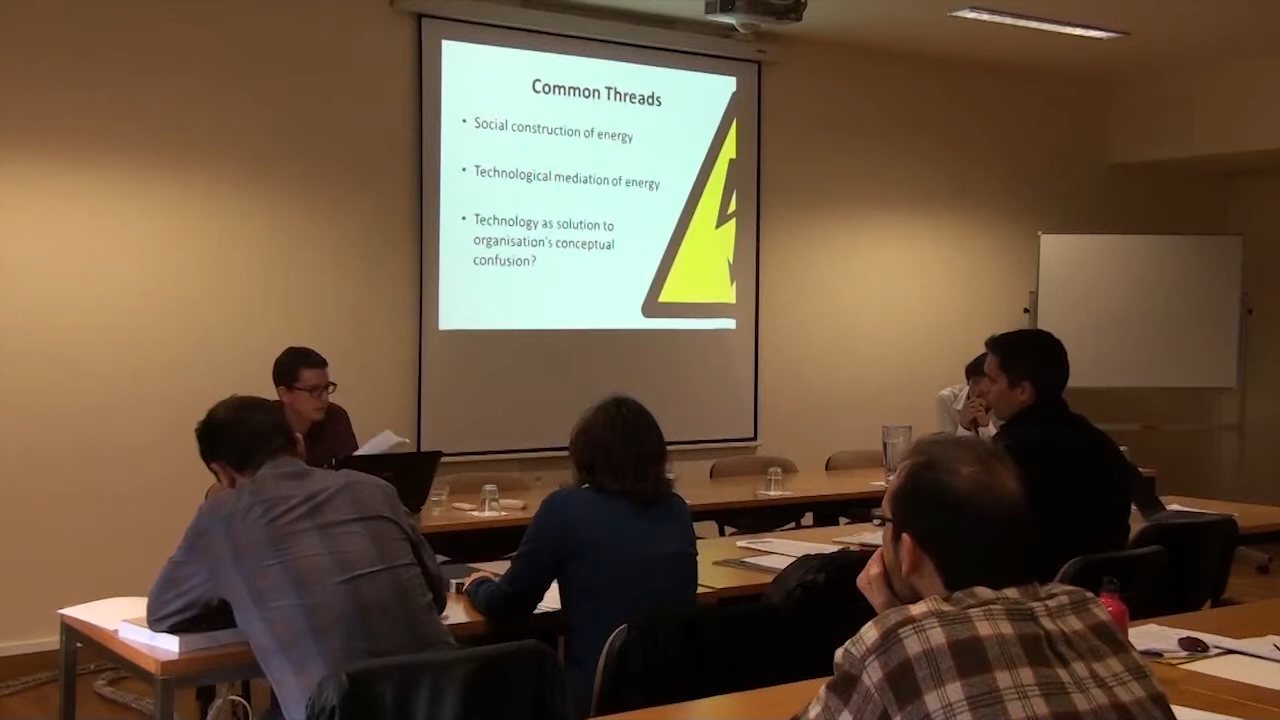 Common Threads
• Social construction of energy
• Technological mediation of energy
• Technology as solution to
organisation's conceptual
confusion?